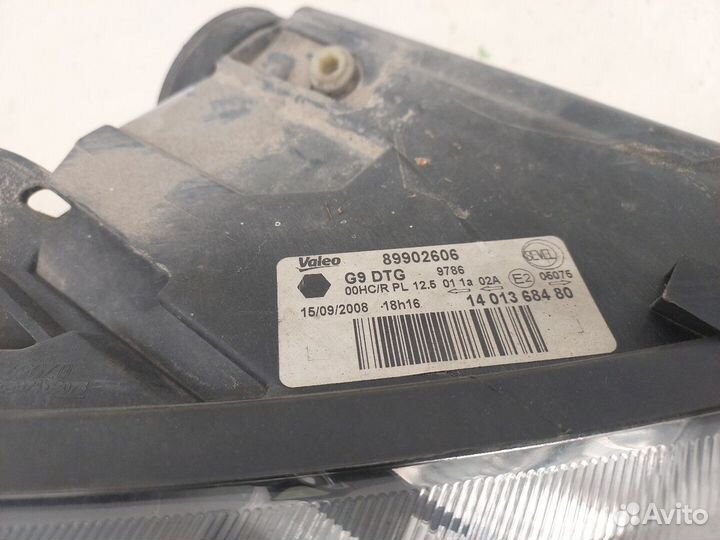 Valeo 89902606 SEVEL
G9 DTG 9786
00HC/R PL 12.5 01 1a 02A E2 05075
15/09/2008 -18h16 14 013 684 80
Avito